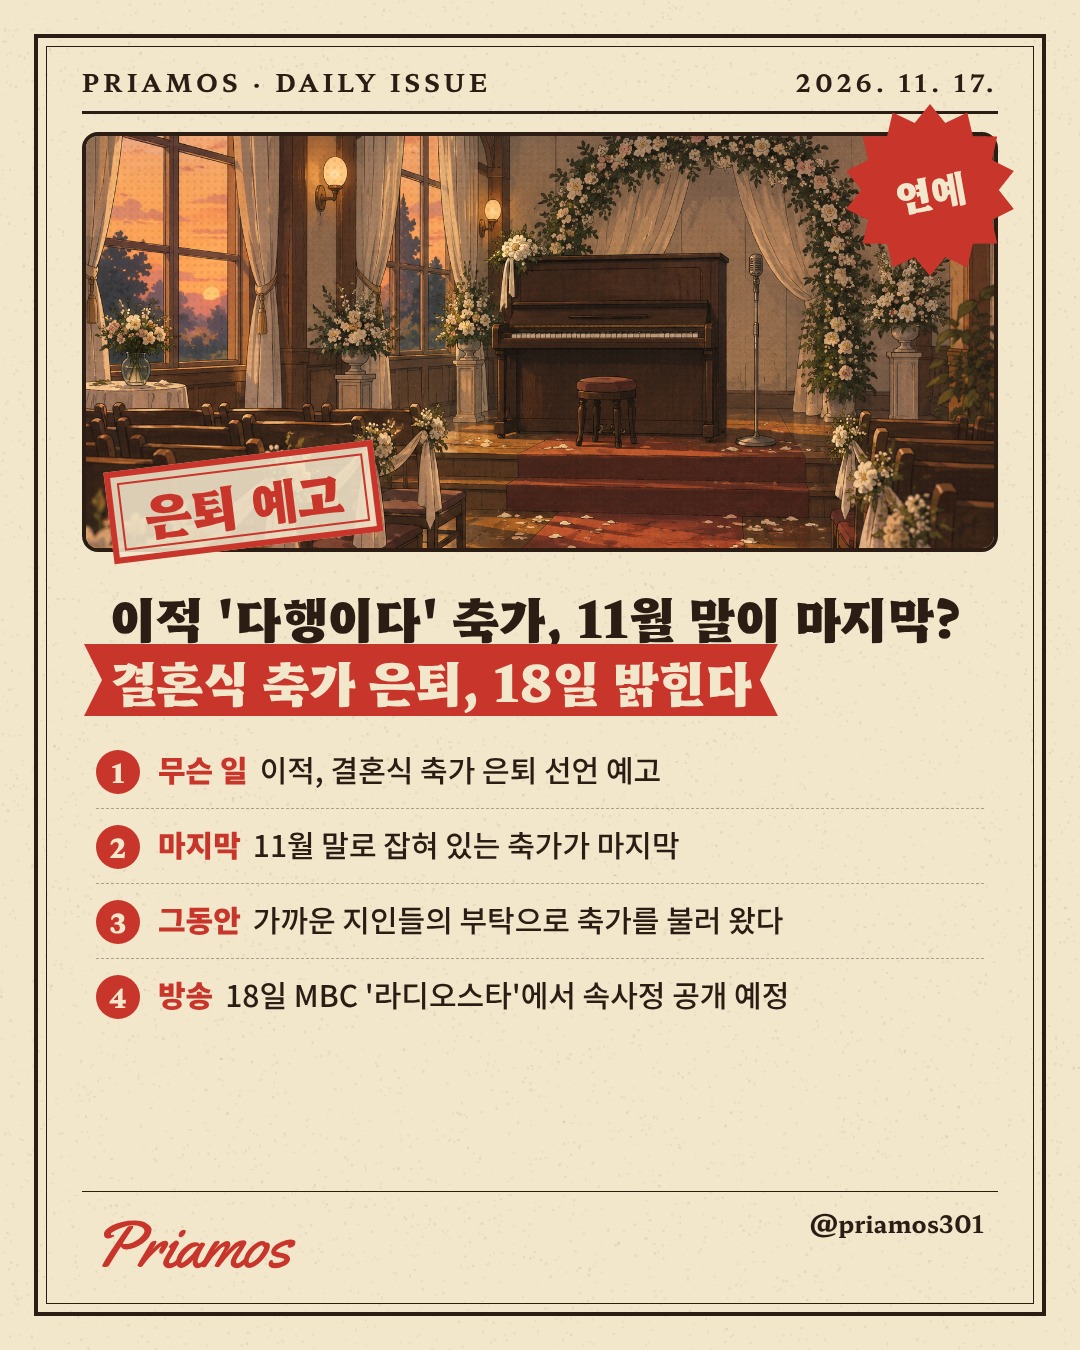 PRIAMOS · DAILY ISSUE
2026. 11. 17.
연예
은퇴 예고
이적 '다행이다' 축가, 11월 말이 마지막?
결혼식 축가 은퇴, 18일 밝힌다
1 무슨 일 이적, 결혼식 축가 은퇴 선언 예고
2 마지막 11월 말로 잡혀 있는 축가가 마지막
3 그동안 가까운 지인들의 부탁으로 축가를 불러 왔다
4 방송 18일 MBC '라디오스타'에서 속사정 공개 예정
Priamos
@priamos301